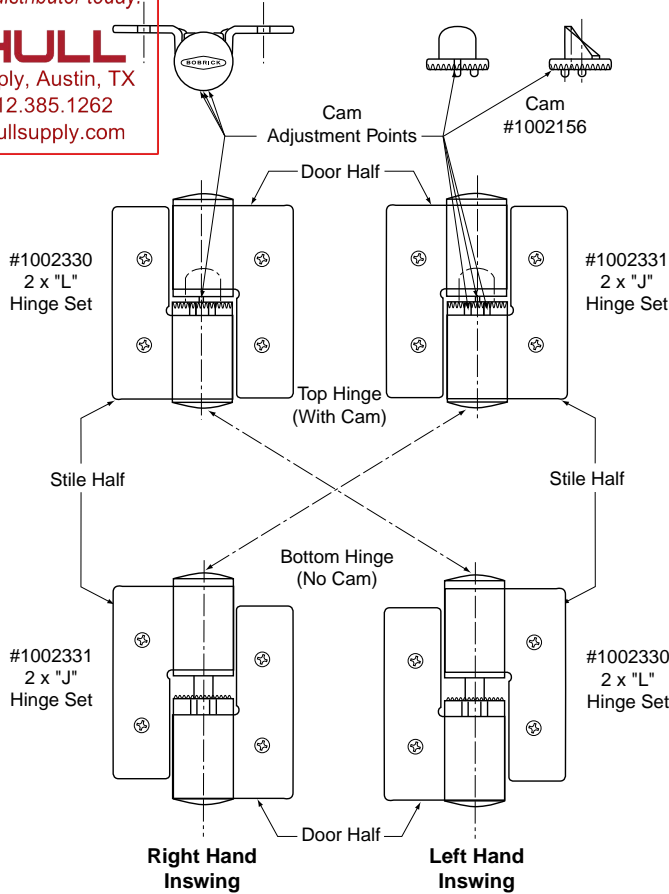 distributor today.
HULL
Austin, TX
12.385.1262
ullsupply.com
BOBRICK
Cam
Adjustment Points
Cam
#1002156
Door Half
#1002330
2 x "L"
Hinge Set
#1002331
2 x "J"
Hinge Set
Top Hinge
(With Cam)
Stile Half
Stile Half
Bottom Hinge
(No Cam)
#1002331
2 x "J"
Hinge Set
#1002330
2 x "L"
Hinge Set
Door Half
Right Hand
Inswing
Left Hand
Inswing